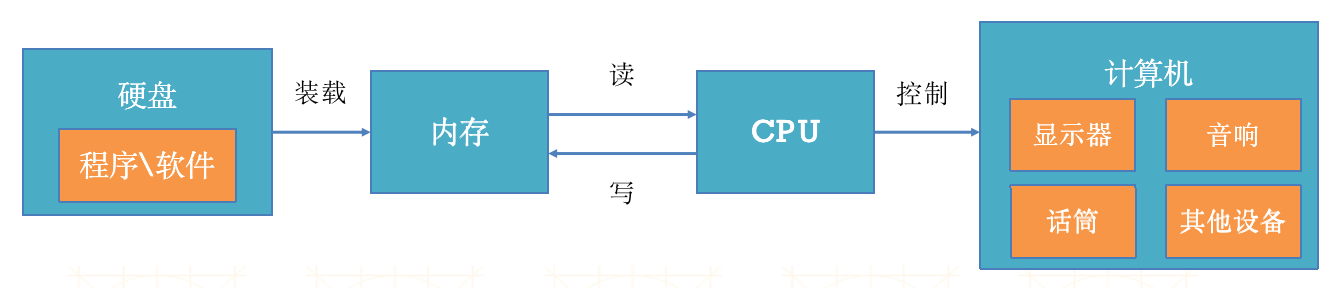 硬盘
程序\软件
装载
内存
读
写
CPU
控制
计算机
显示器
音响
话筒
其他设备